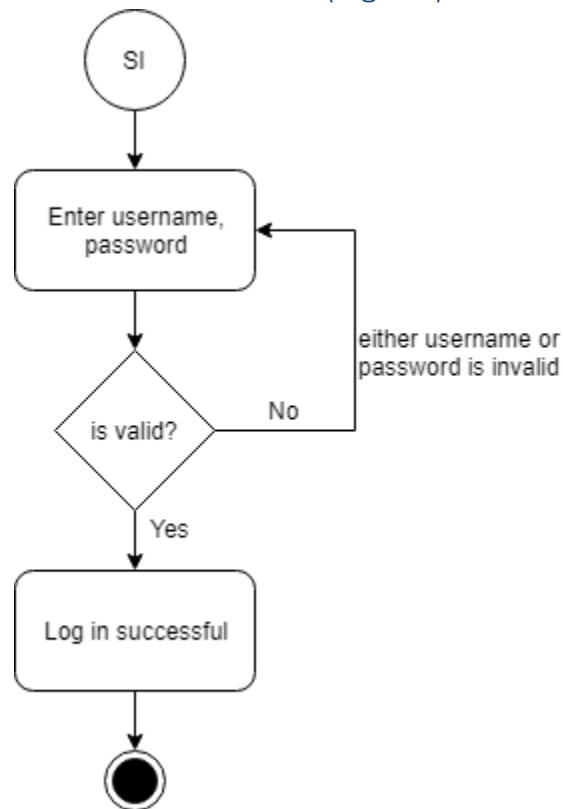 SI
Enter username,
password
either username or
password is invalid
No
is valid?
Yes
Log in successful